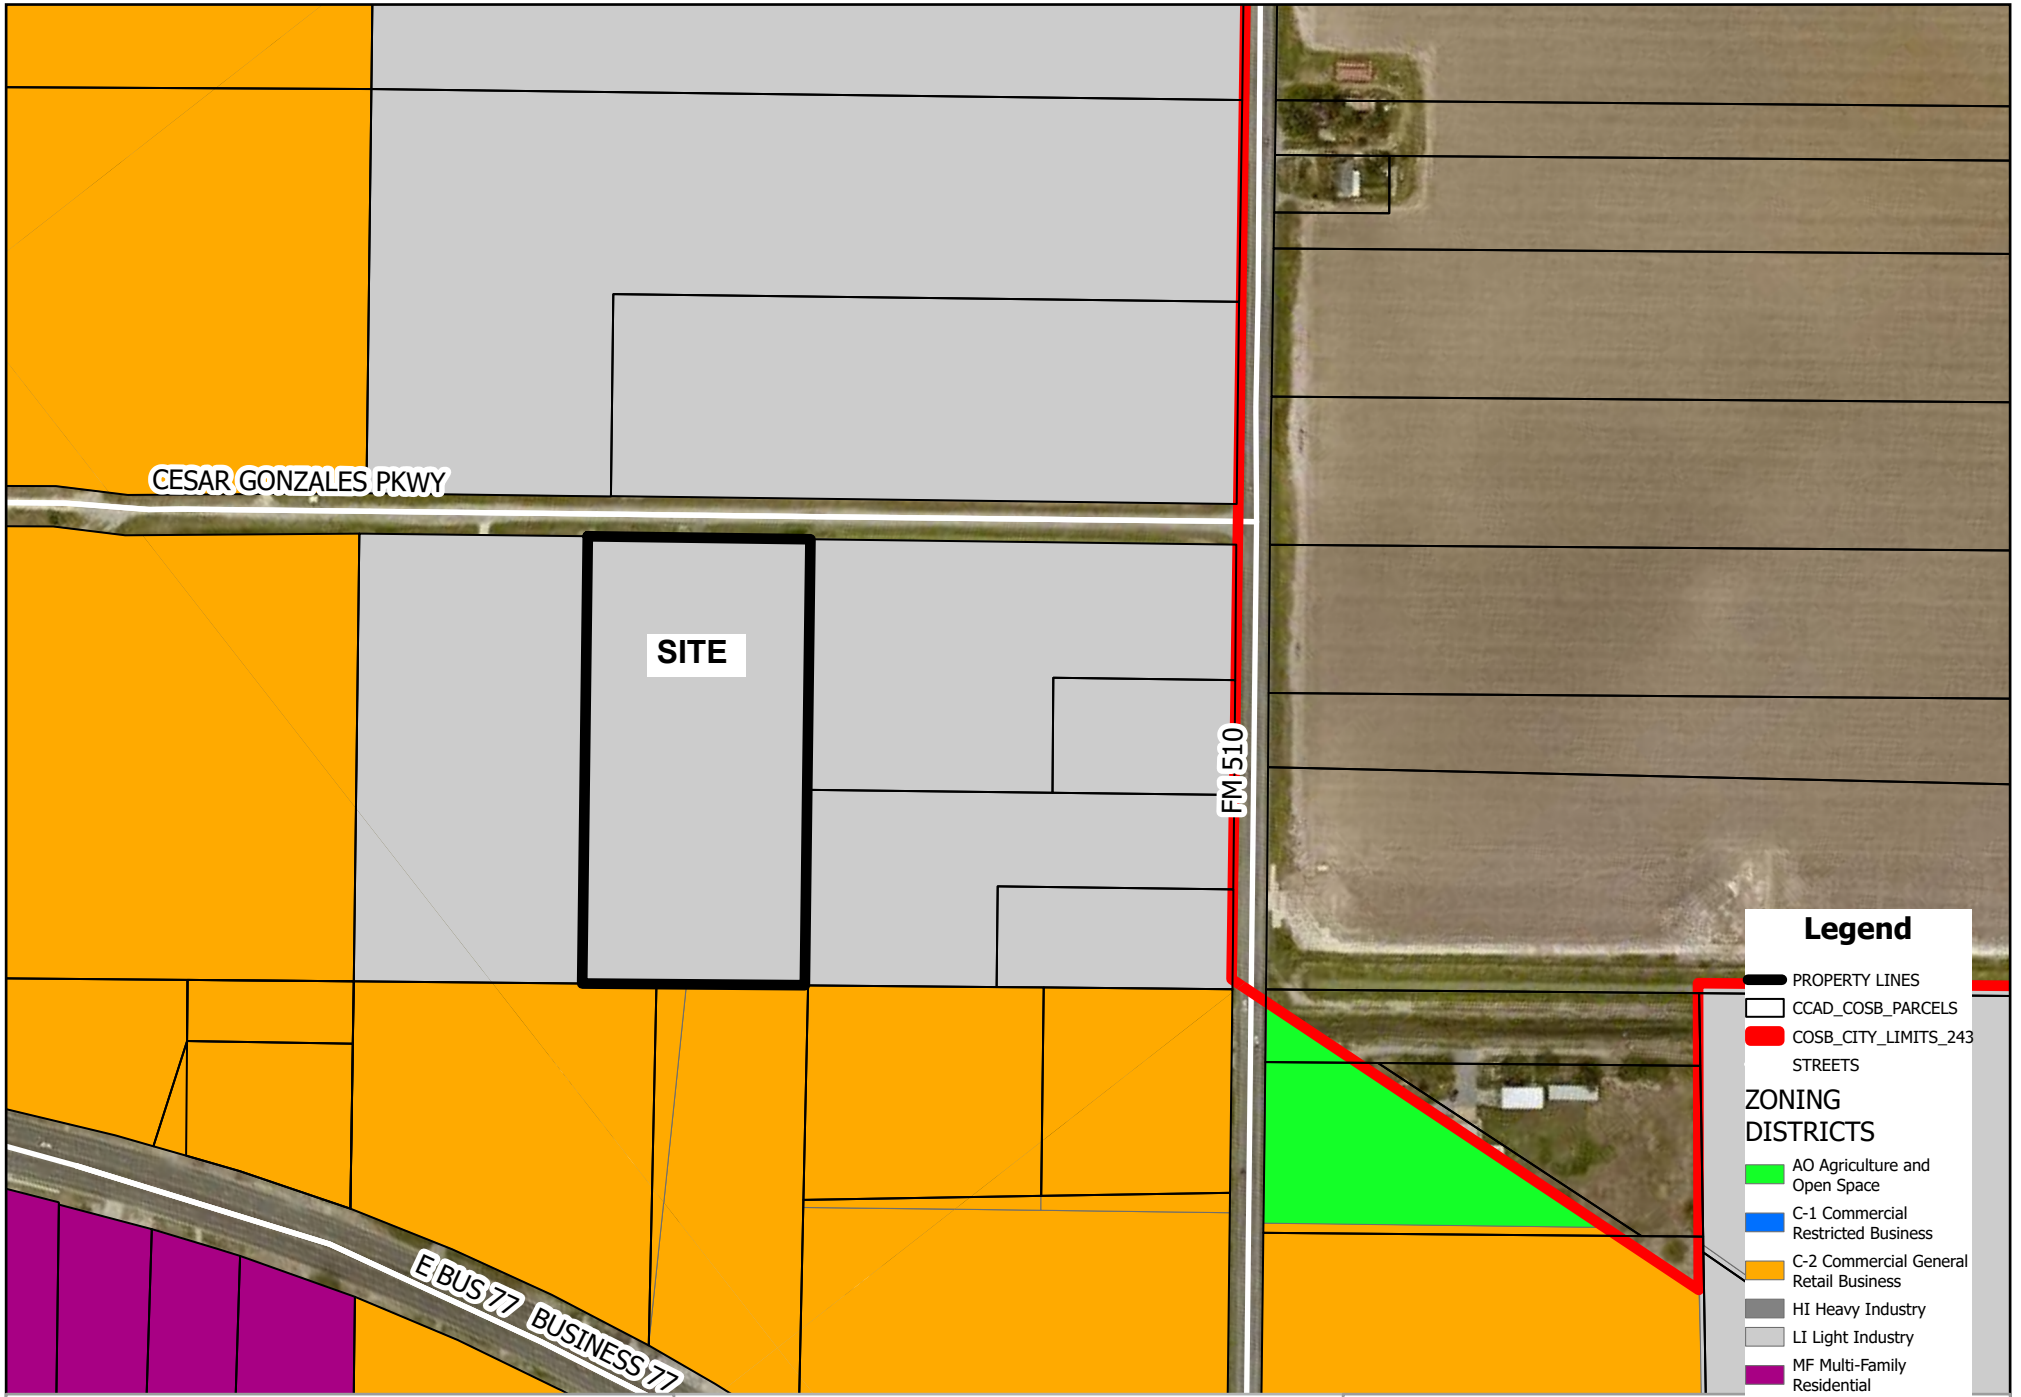 CESAR GONZALES PKWY
SITE
FM 510
E BUS 77 BUSINESS 77
Legend
PROPERTY LINES
CCAD_COSB_PARCELS
COSB_CITY_LIMITS_243
STREETS
ZONING
DISTRICTS
AO Agriculture and
Open Space
C-1 Commercial
Restricted Business
C-2 Commercial General
Retail Business
HI Heavy Industry
LI Light Industry
MF Multi-Family
Residential